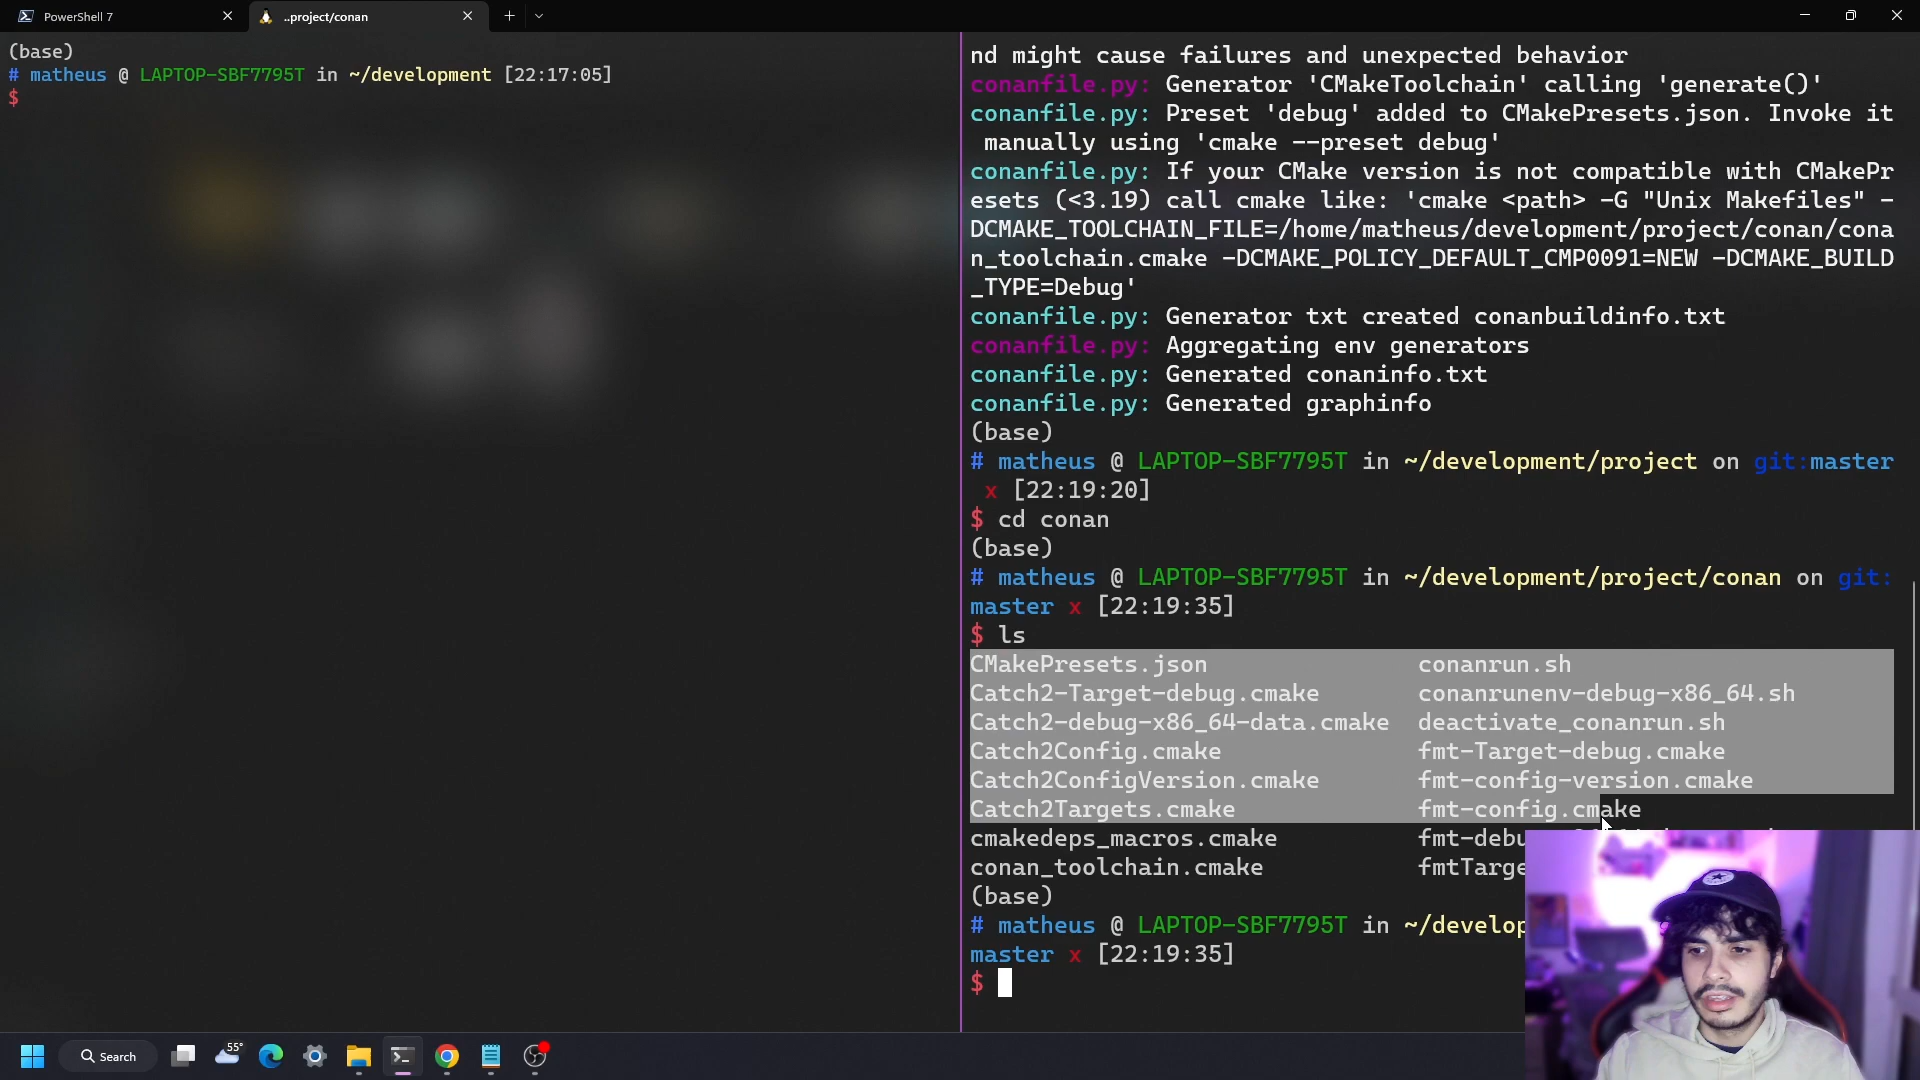 PowerShell 7
..project/conan
(base)
# matheus @ LAPTOP-SBF7795T in ~/development [22:17:05]
$
nd might cause failures and unexpected behavior
conanfile.py: Generator 'CMakeToolchain' calling 'generate()'
conanfile.py: Preset 'debug' added to CMakePresets.json. Invoke it
manually using 'cmake --preset debug'
conanfile.py: If your CMake version is not compatible with CMakePr
esets (<3.19) call cmake like: 'cmake <path> -G "Unix Makefiles" -
DCMAKE_TOOLCHAIN_FILE=/home/matheus/development/project/conan/cona
n_toolchain.cmake -DCMAKE_POLICY_DEFAULT_CMP0091=NEW -DCMAKE_BUILD
_TYPE=Debug'
conanfile.py: Generator txt created conanbuildinfo.txt
conanfile.py: Aggregating env generators
conanfile.py: Generated conaninfo.txt
conanfile.py: Generated graphinfo
(base)
# matheus @ LAPTOP-SBF7795T in ~/development/project on git:master
x [22:19:20]
$ cd conan
(base)
# matheus @ LAPTOP-SBF7795T in ~/development/project/conan on git:
master x [22:19:35]
$ ls
CMakePresets.json conanrun.sh
Catch2-Target-debug.cmake conanrunenv-debug-x86_64.sh
Catch2-debug-x86_64-data.cmake deactivate_conanrun.sh
Catch2Config.cmake fmt-Target-debug.cmake
Catch2ConfigVersion.cmake fmt-config-version.cmake
Catch2Targets.cmake fmt-config.cmake
cmakedeps_macros.cmake fmt-debu
conan_toolchain.cmake fmtTarge
(base)
# matheus @ LAPTOP-SBF7795T in ~/develop
master x [22:19:35]
$
Search
55°